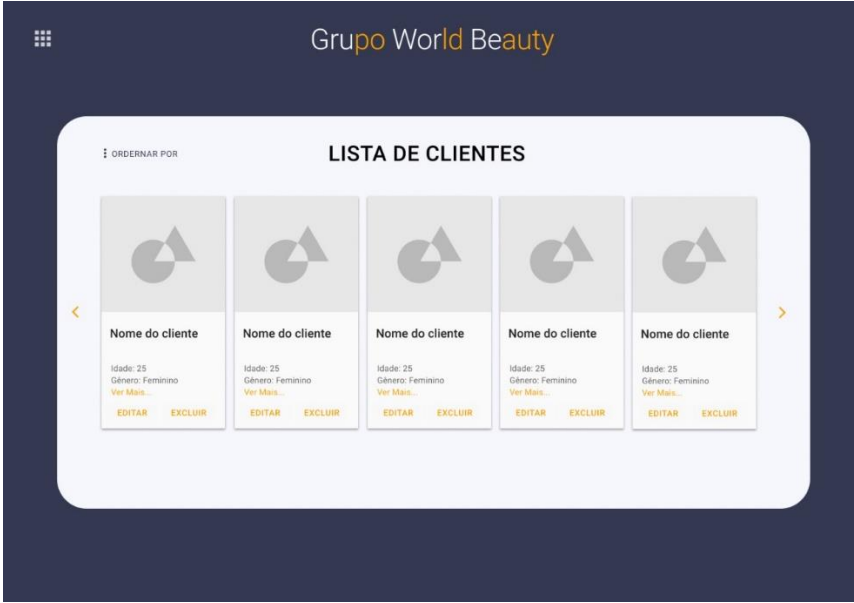 Grupo World Beauty
ORDERNAR POR
LISTA DE CLIENTES
Nome do cliente
Idade: 25
Gênero: Feminino
Ver Mais...
EDITAR EXCLUIR
Nome do cliente
Idade: 25
Gênero: Feminino
Ver Mais...
EDITAR EXCLUIR
Nome do cliente
Idade: 25
Gênero: Feminino
Ver Mais...
EDITAR EXCLUIR
Nome do cliente
Idade: 25
Gênero: Feminino
Ver Mais...
EDITAR EXCLUIR
Nome do cliente
Idade: 25
Gênero: Feminino
Ver Mais...
EDITAR EXCLUIR